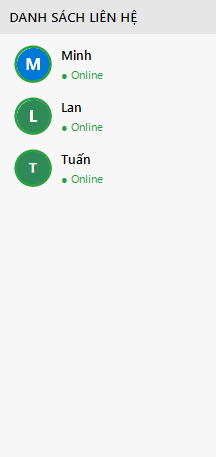 DANH SÁCH LIÊN HỆ
M
Minh
● Online
L
Lan
● Online
T
Tuấn
● Online